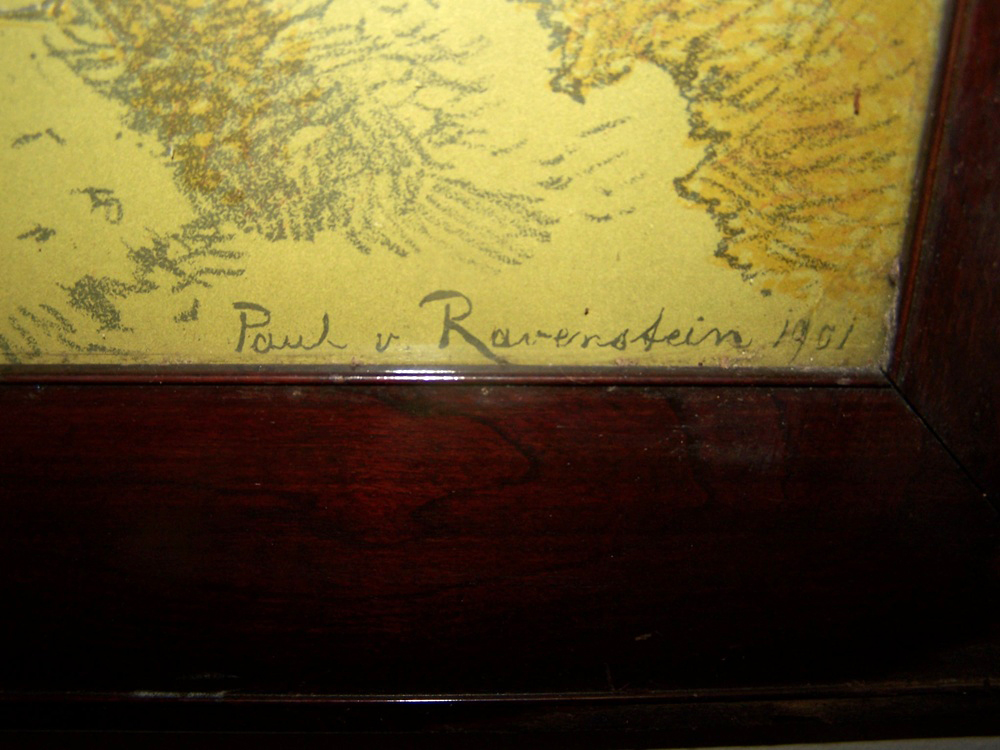 Paul v. Ravenstein 1901